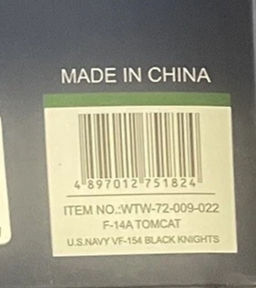 MADE IN CHINA
4 897012 751824
ITEM NO.:WTW-72-009-022
F-14A TOMCAT
U.S.NAVY VF-154 BLACK KNIGHTS